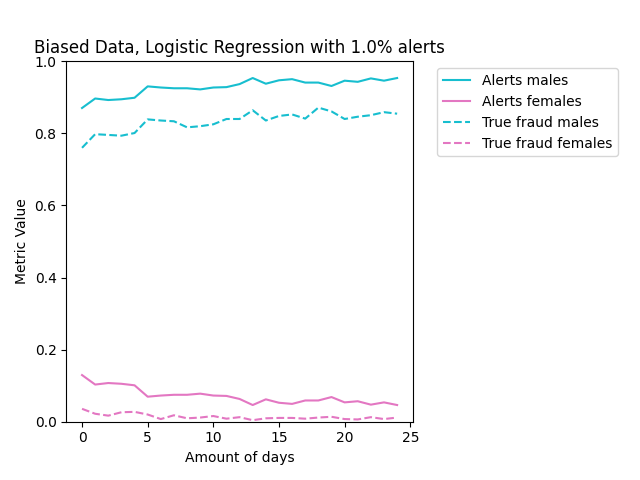 Biased Data, Logistic Regression with 1.0% alerts
1.0
0.8
0.6
0.4
0.2
0.0
Metric Value
0 5 10 15 20 25
Amount of days
Alerts males
Alerts females
True fraud males
True fraud females